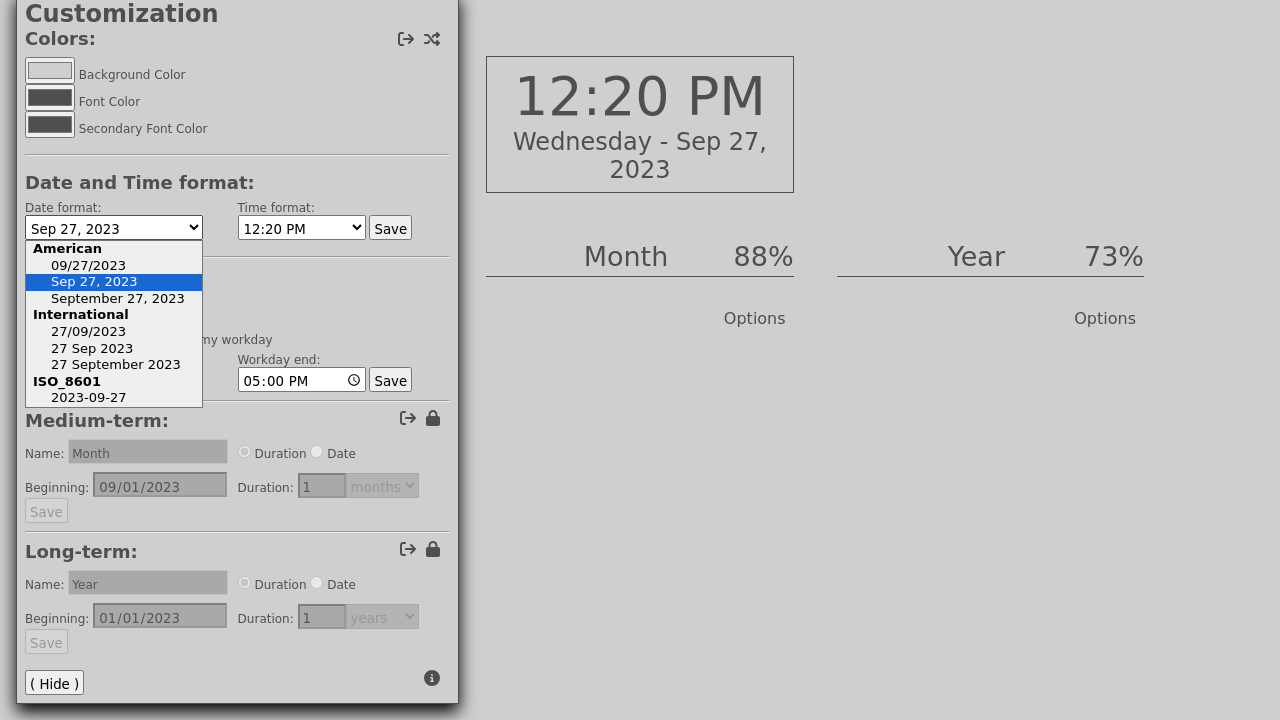 Customization
Colors:
Background Color
Font Color
Secondary Font Color
Date and Time format:
Date format:
Time format:
Sep 27, 2023
12:20 PM
Save
American
09/27/2023
Sep 27, 2023
September 27, 2023
International
27/09/2023
27 Sep 2023
27 September 2023
ISO_8601
2023-09-27
my workday
Workday end:
05:00 PM
Save
Medium-term:
Name: Month
Duration
Date
Beginning: 09/01/2023
Duration: 1 months
Save
Long-term:
Name: Year
Duration
Date
Beginning: 01/01/2023
Duration: 1 years
Save
( Hide )
12:20 PM
Wednesday - Sep 27,
2023
Month 88%
Options
Year 73%
Options